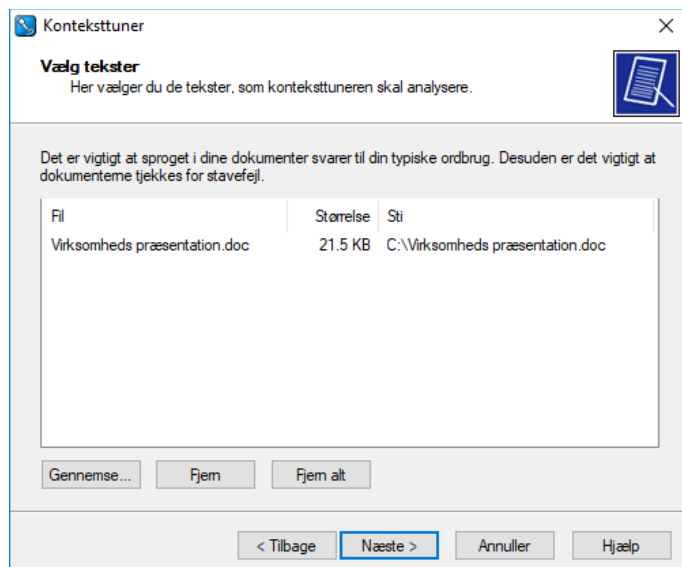 Konteksttuner
Vælg tekster
Her vælger du de tekster, som konteksttuneren skal analysere.
Det er vigtigt at sproget i dine dokumenter svarer til din typiske ordbrug. Desuden er det vigtigt at
dokumenterne tjekkes for stavefejl.
Fil Størrelse Sti
Virksomheds præsentation.doc 21.5 KB C:\Virksomheds præsentation.doc
Gennemse... Fjern Fjern alt
< Tilbage Næste > Annuller Hjælp